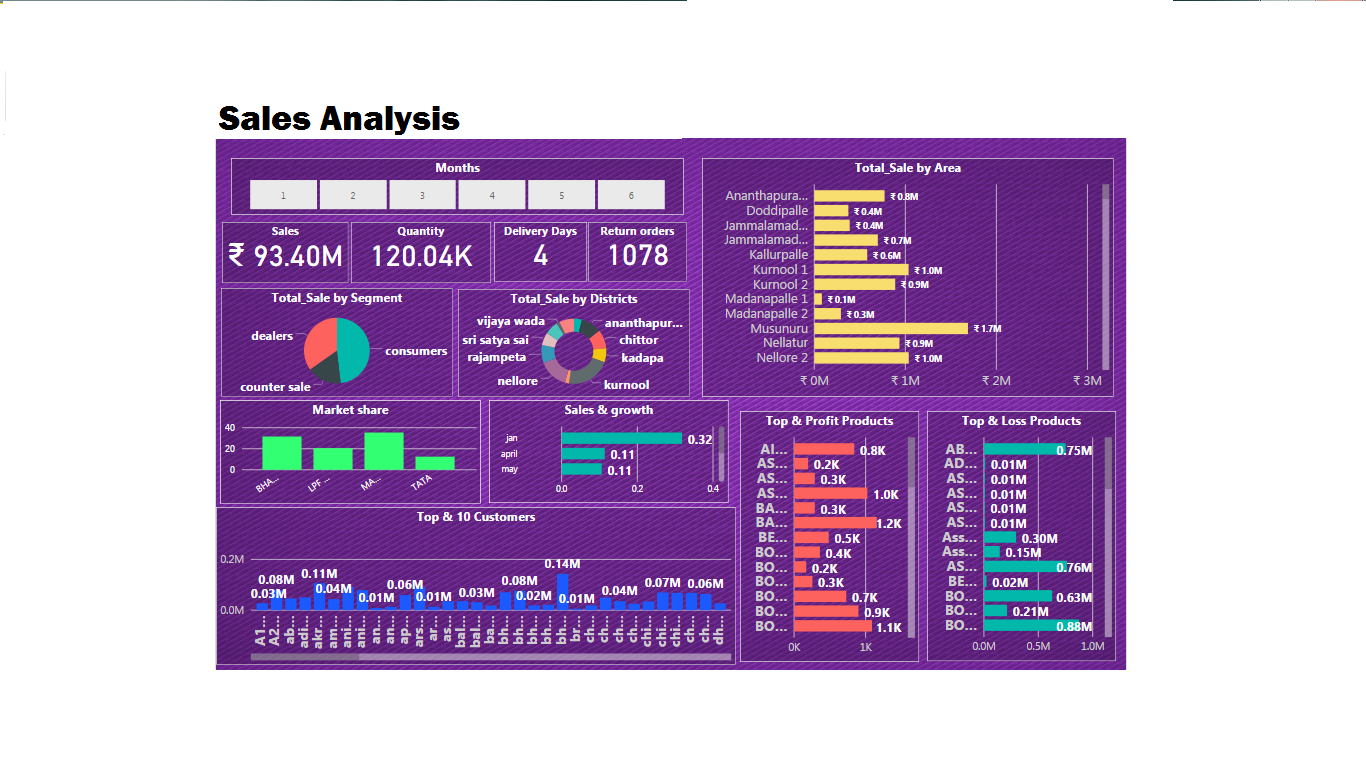 Sales Analysis
Months
1 2 3 4 5 6
Sales
₹ 93.40M
Quantity
120.04K
Delivery Days
4
Return orders
1078
Total_Sale by Segment
dealers
consumers
counter sale
Total_Sale by Districts
vijaya wada
sri satya sai
rajampeta
nellore
ananthapur...
chittor
kadapa
kurnool
Total_Sale by Area
Ananthapura... ₹ 0.8M
Doddipalle ₹ 0.4M
Jammalamad... ₹ 0.4M
Jammalamad... ₹ 0.7M
Kallurpalle ₹ 0.6M
Kurnool 1 ₹ 1.0M
Kurnool 2 ₹ 0.9M
Madanapalle 1 ₹ 0.1M
Madanapalle 2 ₹ 0.3M
Musunuru ₹ 1.7M
Nellatur ₹ 0.9M
Nellore 2 ₹ 1.0M
₹ 0M ₹ 1M ₹ 2M ₹ 3M
Market share
40
20
0
BHA... LPF ... MA... TATA
Sales & growth
jan 0.32
april 0.11
may 0.11
0.0 0.2 0.4
Top & 10 Customers
0.2M
0.0M
0.03M 0.08M 0.11M 0.04M 0.01M 0.06M 0.01M 0.03M 0.08M 0.02M 0.14M 0.01M 0.04M 0.07M 0.06M
A1... A2... ab... adi... akr... am... ani... ani... an... an... ap... ars... ar... as... bal... bal... ba... bh... bh... bh... bh... bh... br... ch... ch... ch... ch... chi... chi... chi... ch... ch... dh...
Top & Profit Products
AI... 0.8K
AS... 0.2K
AS... 0.3K
AS... 1.0K
BA... 0.3K
BA... 1.2K
BE... 0.5K
BO... 0.4K
BO... 0.2K
BO... 0.3K
BO... 0.7K
BO... 0.9K
BO... 1.1K
0K 1K
Top & Loss Products
AB... 0.75M
AD... 0.01M
AS... 0.01M
AS... 0.01M
AS... 0.01M
AS... 0.01M
Ass... 0.30M
Ass... 0.15M
AS... 0.76M
BE... 0.02M
BO... 0.63M
BO... 0.21M
BO... 0.88M
0.0M 0.5M 1.0M